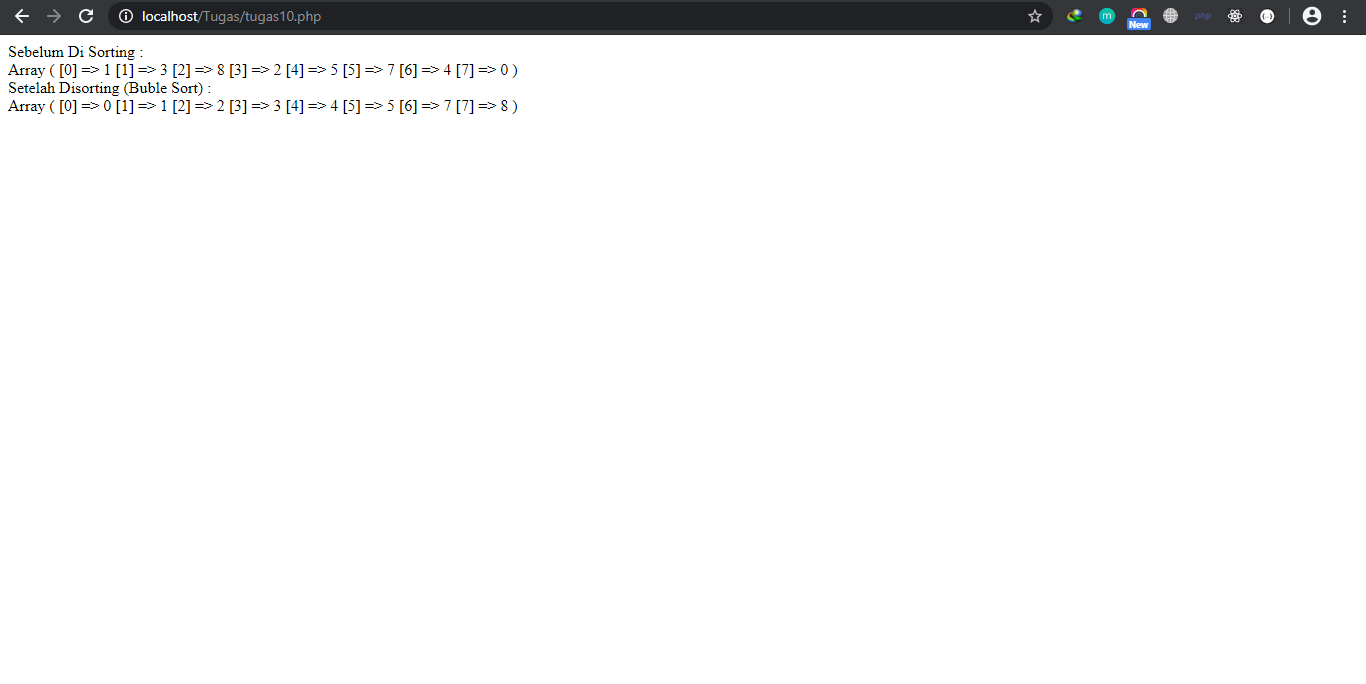 localhost/Tugas/tugas10.php
m
New
php
Sebelum Di Sorting :
Array ( [0] => 1 [1] => 3 [2] => 8 [3] => 2 [4] => 5 [5] => 7 [6] => 4 [7] => 0 )
Setelah Disorting (Buble Sort) :
Array ( [0] => 0 [1] => 1 [2] => 2 [3] => 3 [4] => 4 [5] => 5 [6] => 7 [7] => 8 )